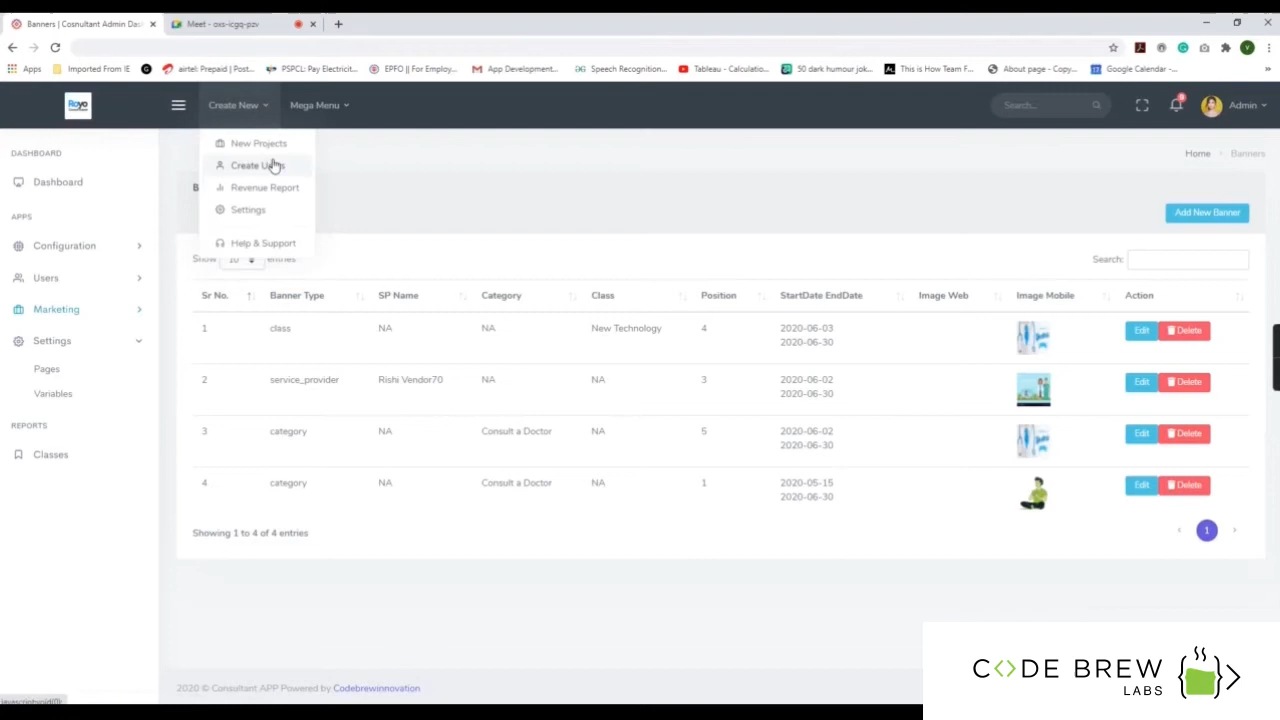 Banners | Cosnultant Admin Das
Meet - oxs-icgq-pzv
Apps
Imported From IE
airtel: Prepaid | Post...
PSPCL: Pay Electricit...
EPFO || For Employ...
App Development...
Speech Recognition...
Tableau - Calculatio...
50 dark humour jok...
This is How Team F...
About page - Copy...
Google Calendar -...
Royo
Create New
Mega Menu
Search...
9
Admin
New Projects
Create
Revenue Report
Settings
Help & Support
DASHBOARD
Dashboard
APPS
Configuration
Users
Marketing
Settings
Pages
Variables
REPORTS
Classes
Home Banners
B
Add New Banner
Show 10 entries
Search:
Sr No. Banner Type SP Name Category Class Position StartDate EndDate Image Web Image Mobile Action
1 class NA NA New Technology 4 2020-06-03 Edit Delete
2020-06-30
2 service_provider Rishi Vendor70 NA NA 3 2020-06-02 Edit Delete
2020-06-30
3 category NA Consult a Doctor NA 5 2020-06-02 Edit Delete
2020-06-30
4 category NA Consult a Doctor NA 1 2020-05-15 Edit Delete
2020-06-30
Showing 1 to 4 of 4 entries
1
2020 © Consultant APP Powered by Codebrewinnovation
javascript:void(0);
C<>DE BREW
LABS